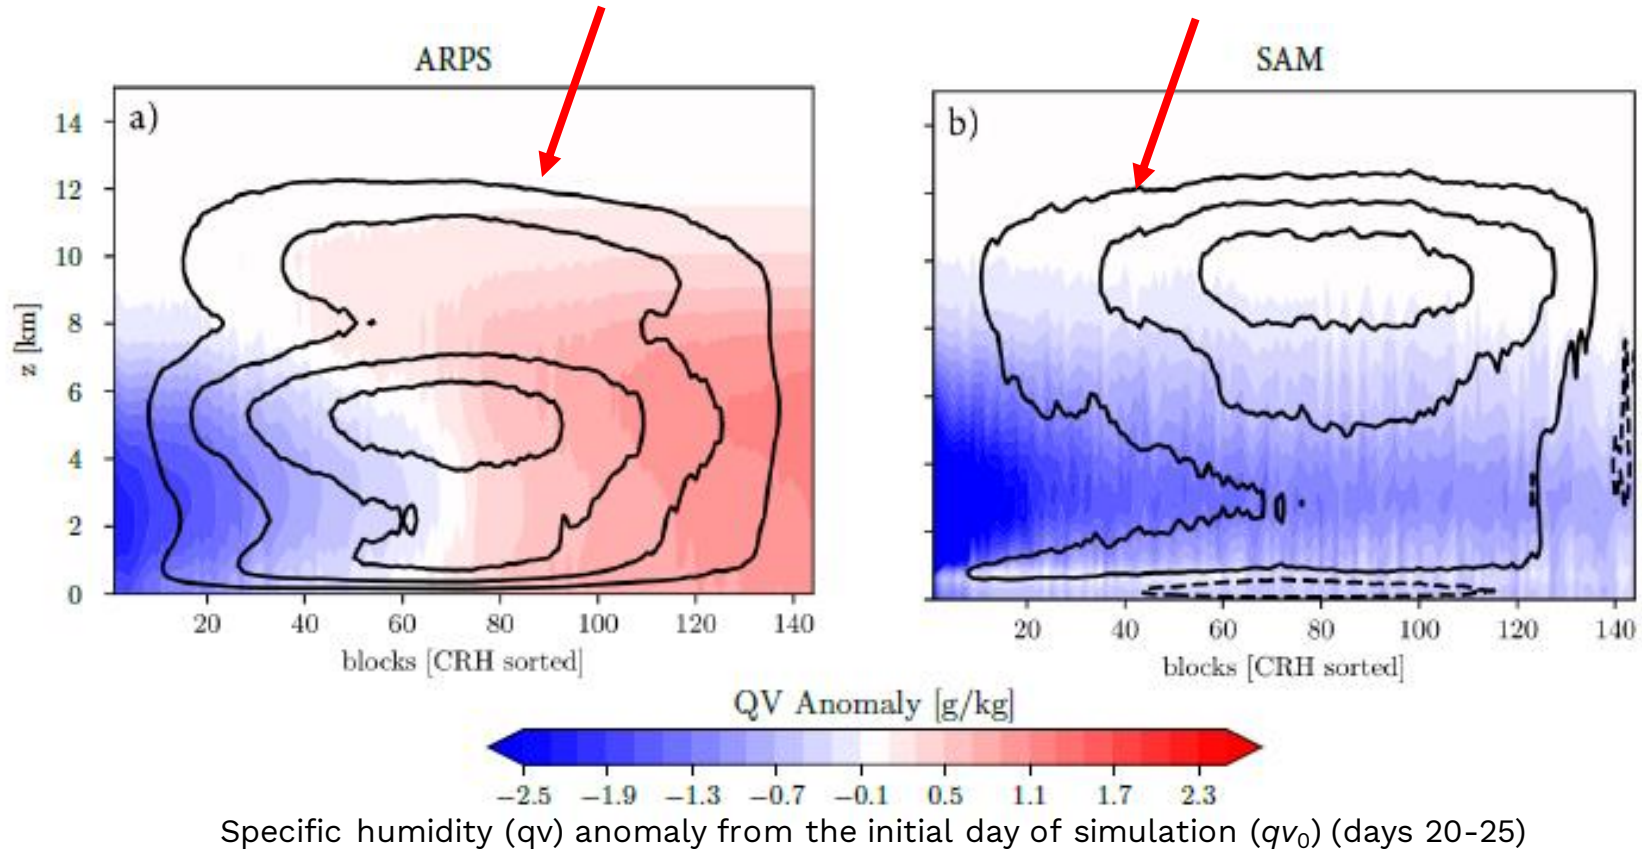 ARPS
SAM
a)
b)
z [km]
14
12
10
8
6
4
2
0
20 40 60 80 100 120 140
20 40 60 80 100 120 140
blocks [CRH sorted]
blocks [CRH sorted]
QV Anomaly [g/kg]
−2.5 −1.9 −1.3 −0.7 −0.1 0.5 1.1 1.7 2.3
Specific humidity (qv) anomaly from the initial day of simulation (qv₀) (days 20-25)